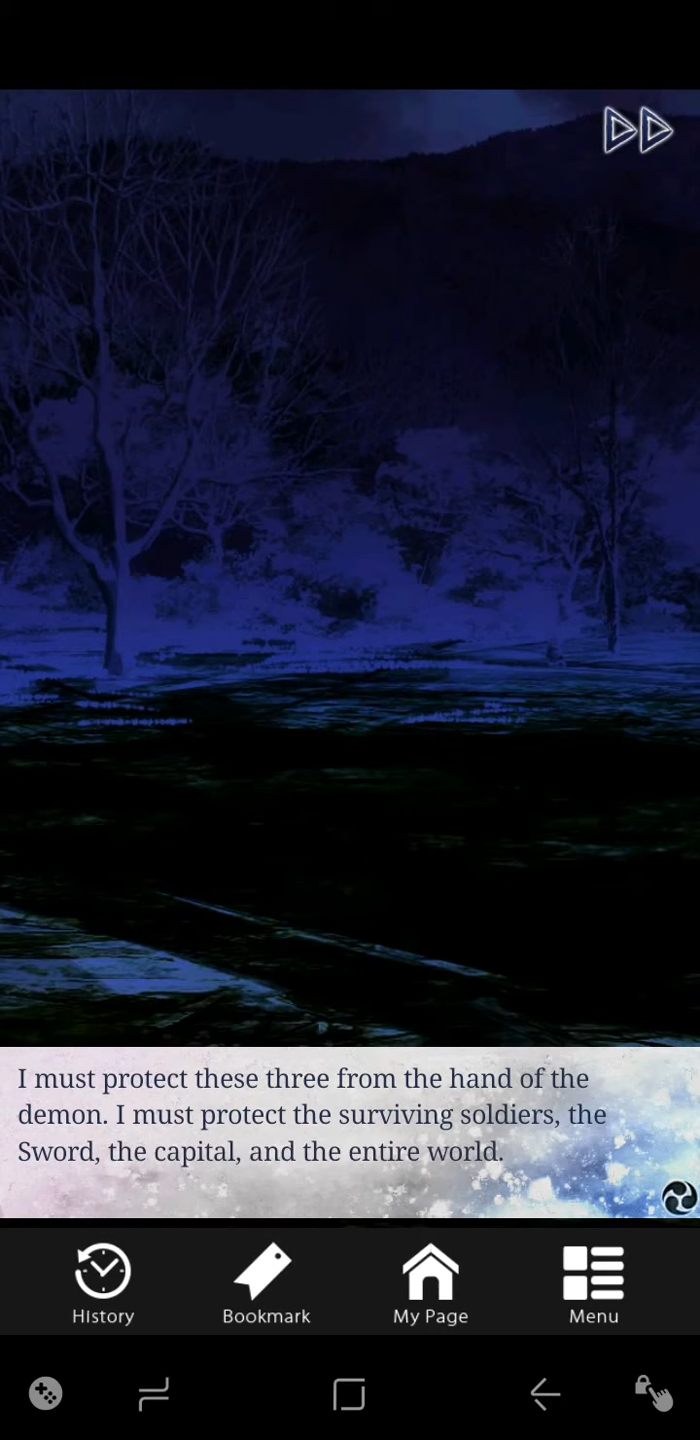 I must protect these three from the hand of the
demon. I must protect the surviving soldiers, the
Sword, the capital, and the entire world.
History
Bookmark
My Page
Menu